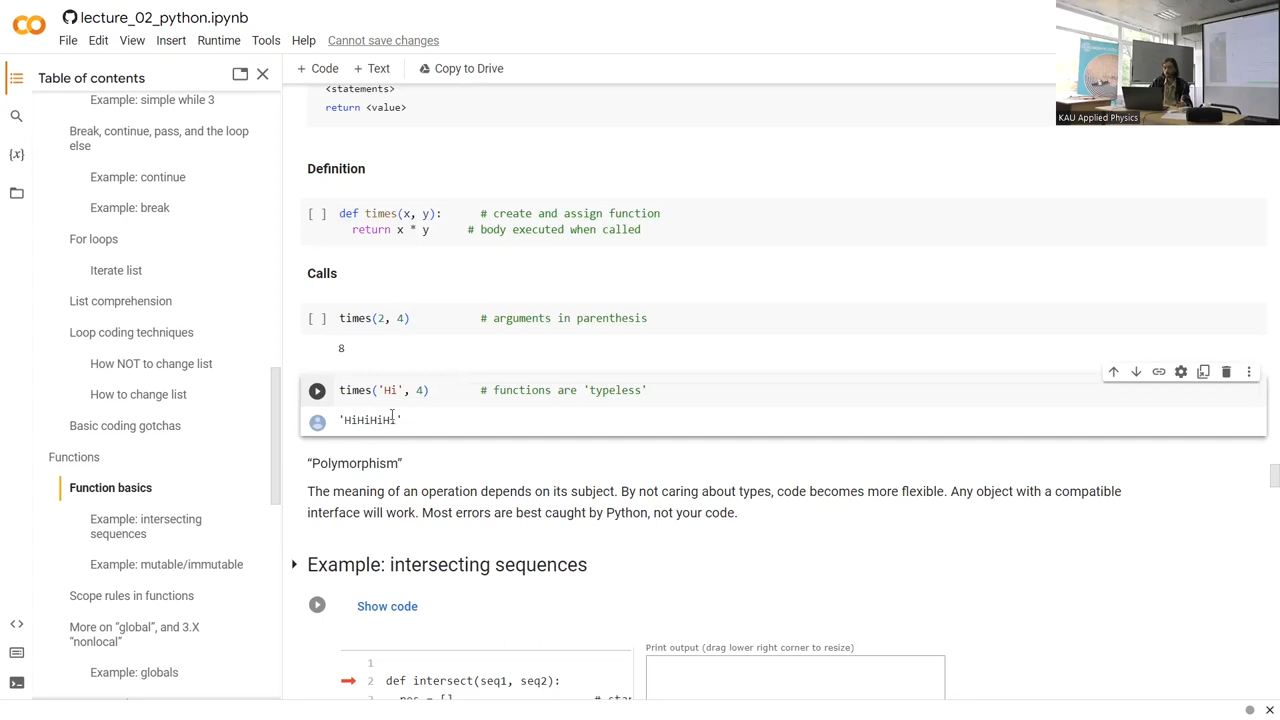 lecture_02_python.ipynb
File Edit View Insert Runtime Tools Help Cannot save changes
Table of contents
+ Code + Text Copy to Drive
Example: simple while 3
Break, continue, pass, and the loop
else
Example: continue
Example: break
For loops
Iterate list
List comprehension
Loop coding techniques
How NOT to change list
How to change list
Basic coding gotchas
Functions
Function basics
Example: intersecting
sequences
Example: mutable/immutable
Scope rules in functions
More on “global”, and 3.X
“nonlocal”
Example: globals
<statements>
return <value>
Definition
[ ] def times(x, y): # create and assign function
return x * y # body executed when called
Calls
[ ] times(2, 4) # arguments in parenthesis
8
times('Hi', 4) # functions are 'typeless'
'HiHiHiHi'
“Polymorphism”
The meaning of an operation depends on its subject. By not caring about types, code becomes more flexible. Any object with a compatible
interface will work. Most errors are best caught by Python, not your code.
Example: intersecting sequences
Show code
Print output (drag lower right corner to resize)
1
2 def intersect(seq1, seq2):
KAU Applied Physics